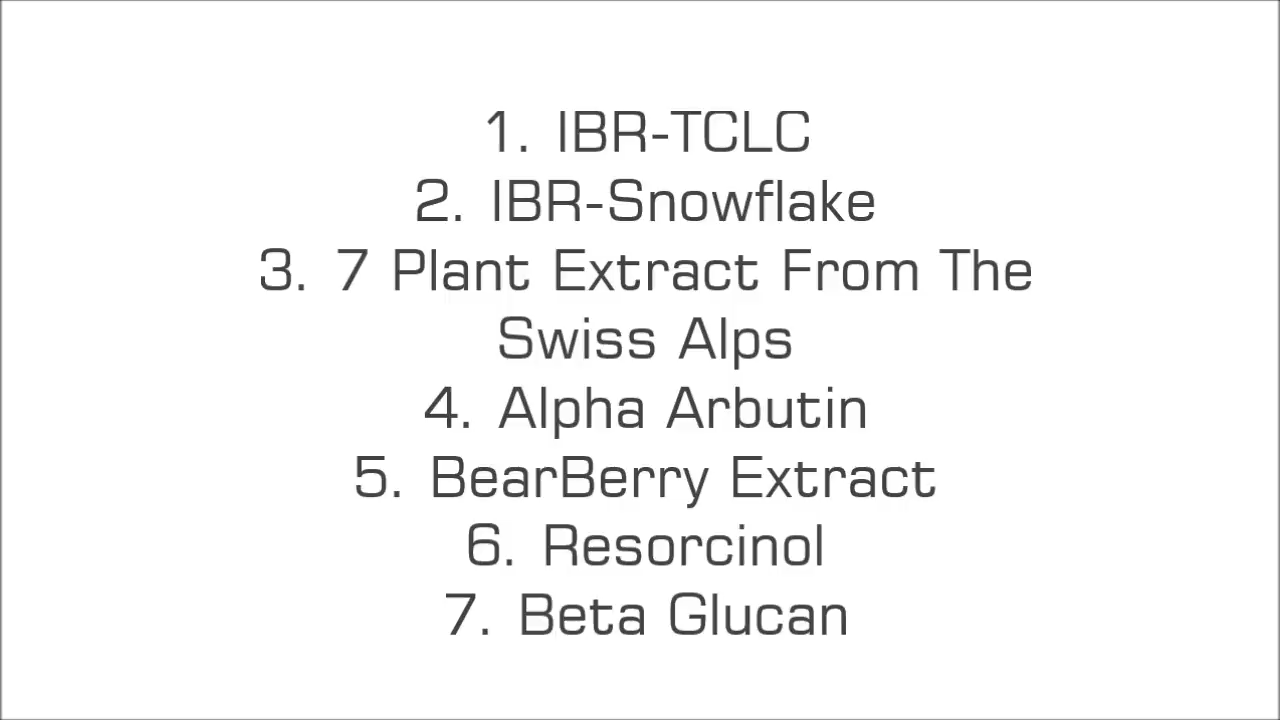 1. IBR-TCLC
2. IBR-Snowflake
3. 7 Plant Extract From The
Swiss Alps
4. Alpha Arbutin
5. BearBerry Extract
6. Resorcinol
7. Beta Glucan